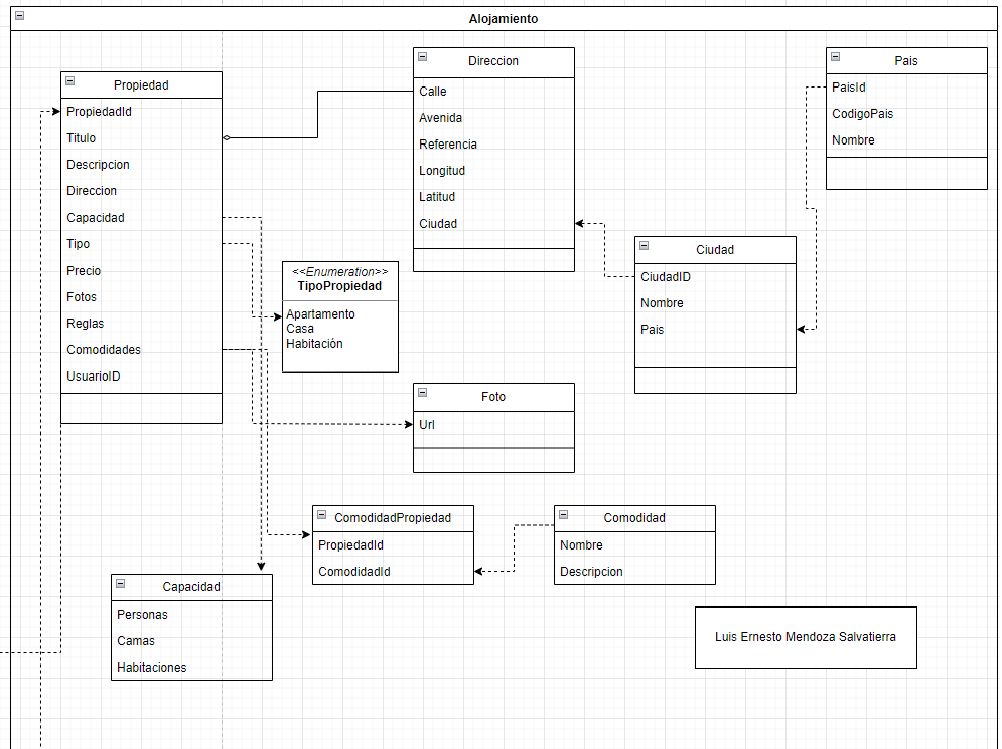 Alojamiento
Propiedad
PropiedadId
Titulo
Descripcion
Direccion
Capacidad
Tipo
Precio
Fotos
Reglas
Comodidades
UsuarioID
Direccion
Calle
Avenida
Referencia
Longitud
Latitud
Ciudad
Pais
PaisId
CodigoPais
Nombre
Ciudad
CiudadID
Nombre
Pais
<<Enumeration>>
TipoPropiedad
Apartamento
Casa
Habitación
Foto
Url
ComodidadPropiedad
PropiedadId
ComodidadId
Comodidad
Nombre
Descripcion
Capacidad
Personas
Camas
Habitaciones
Luis Ernesto Mendoza Salvatierra